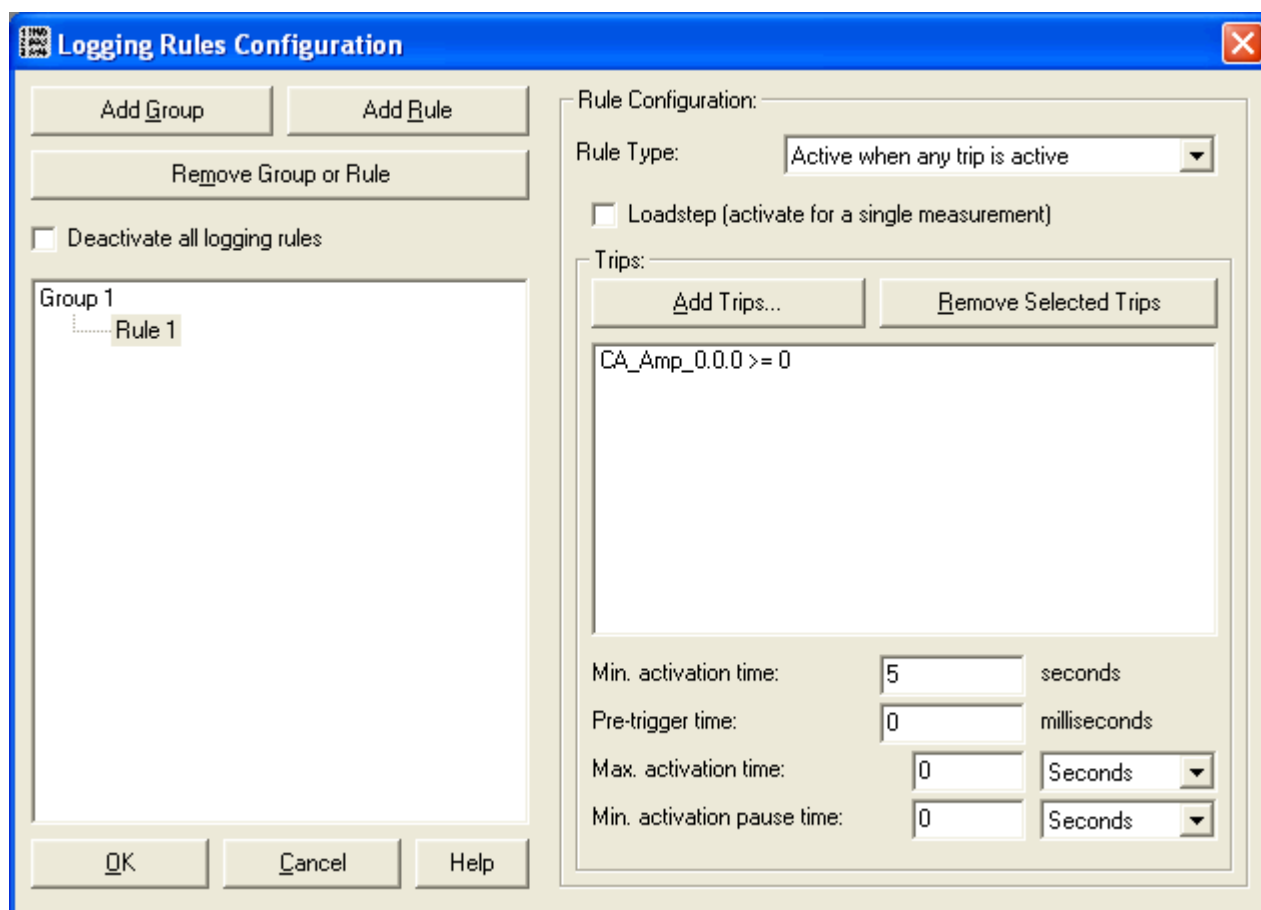 Logging Rules Configuration
Add Group
Add Rule
Remove Group or Rule
Deactivate all logging rules
Group 1
Rule 1
OK
Cancel
Help
Rule Configuration:
Rule Type:
Active when any trip is active
Loadstep (activate for a single measurement)
Trips:
Add Trips...
Remove Selected Trips
CA_Amp_0.0.0 >= 0
Min. activation time: 5 seconds
Pre-trigger time: 0 milliseconds
Max. activation time: 0 Seconds
Min. activation pause time: 0 Seconds